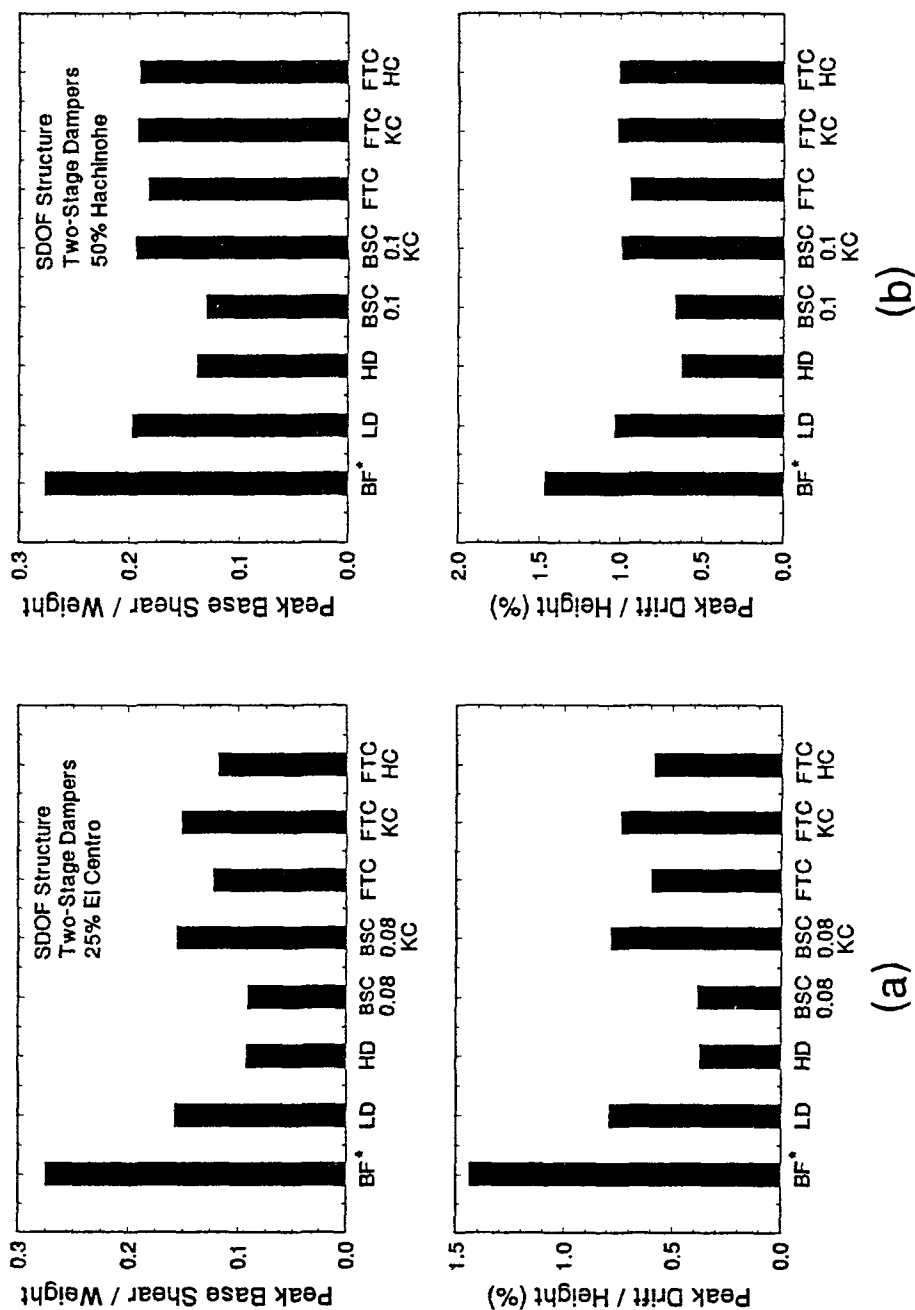 SDOF Structure
Two-Stage Dampers
25% El Centro
Peak Base Shear / Weight
0.3
0.2
0.1
0.0
BF*
LD
HD
BSC
0.08
BSC
0.08
KC
FTC
FTC
KC
FTC
HC
Peak Drift / Height (%)
1.5
1.0
0.5
0.0
BF*
LD
HD
BSC
0.08
BSC
0.08
KC
FTC
FTC
KC
FTC
HC
(a)
SDOF Structure
Two-Stage Dampers
50% Hachinohe
Peak Base Shear / Weight
0.3
0.2
0.1
0.0
BF*
LD
HD
BSC
0.1
BSC
0.1
KC
FTC
FTC
KC
FTC
HC
Peak Drift / Height (%)
2.0
1.5
1.0
0.5
0.0
BF*
LD
HD
BSC
0.1
BSC
0.1
KC
FTC
FTC
KC
FTC
HC
(b)